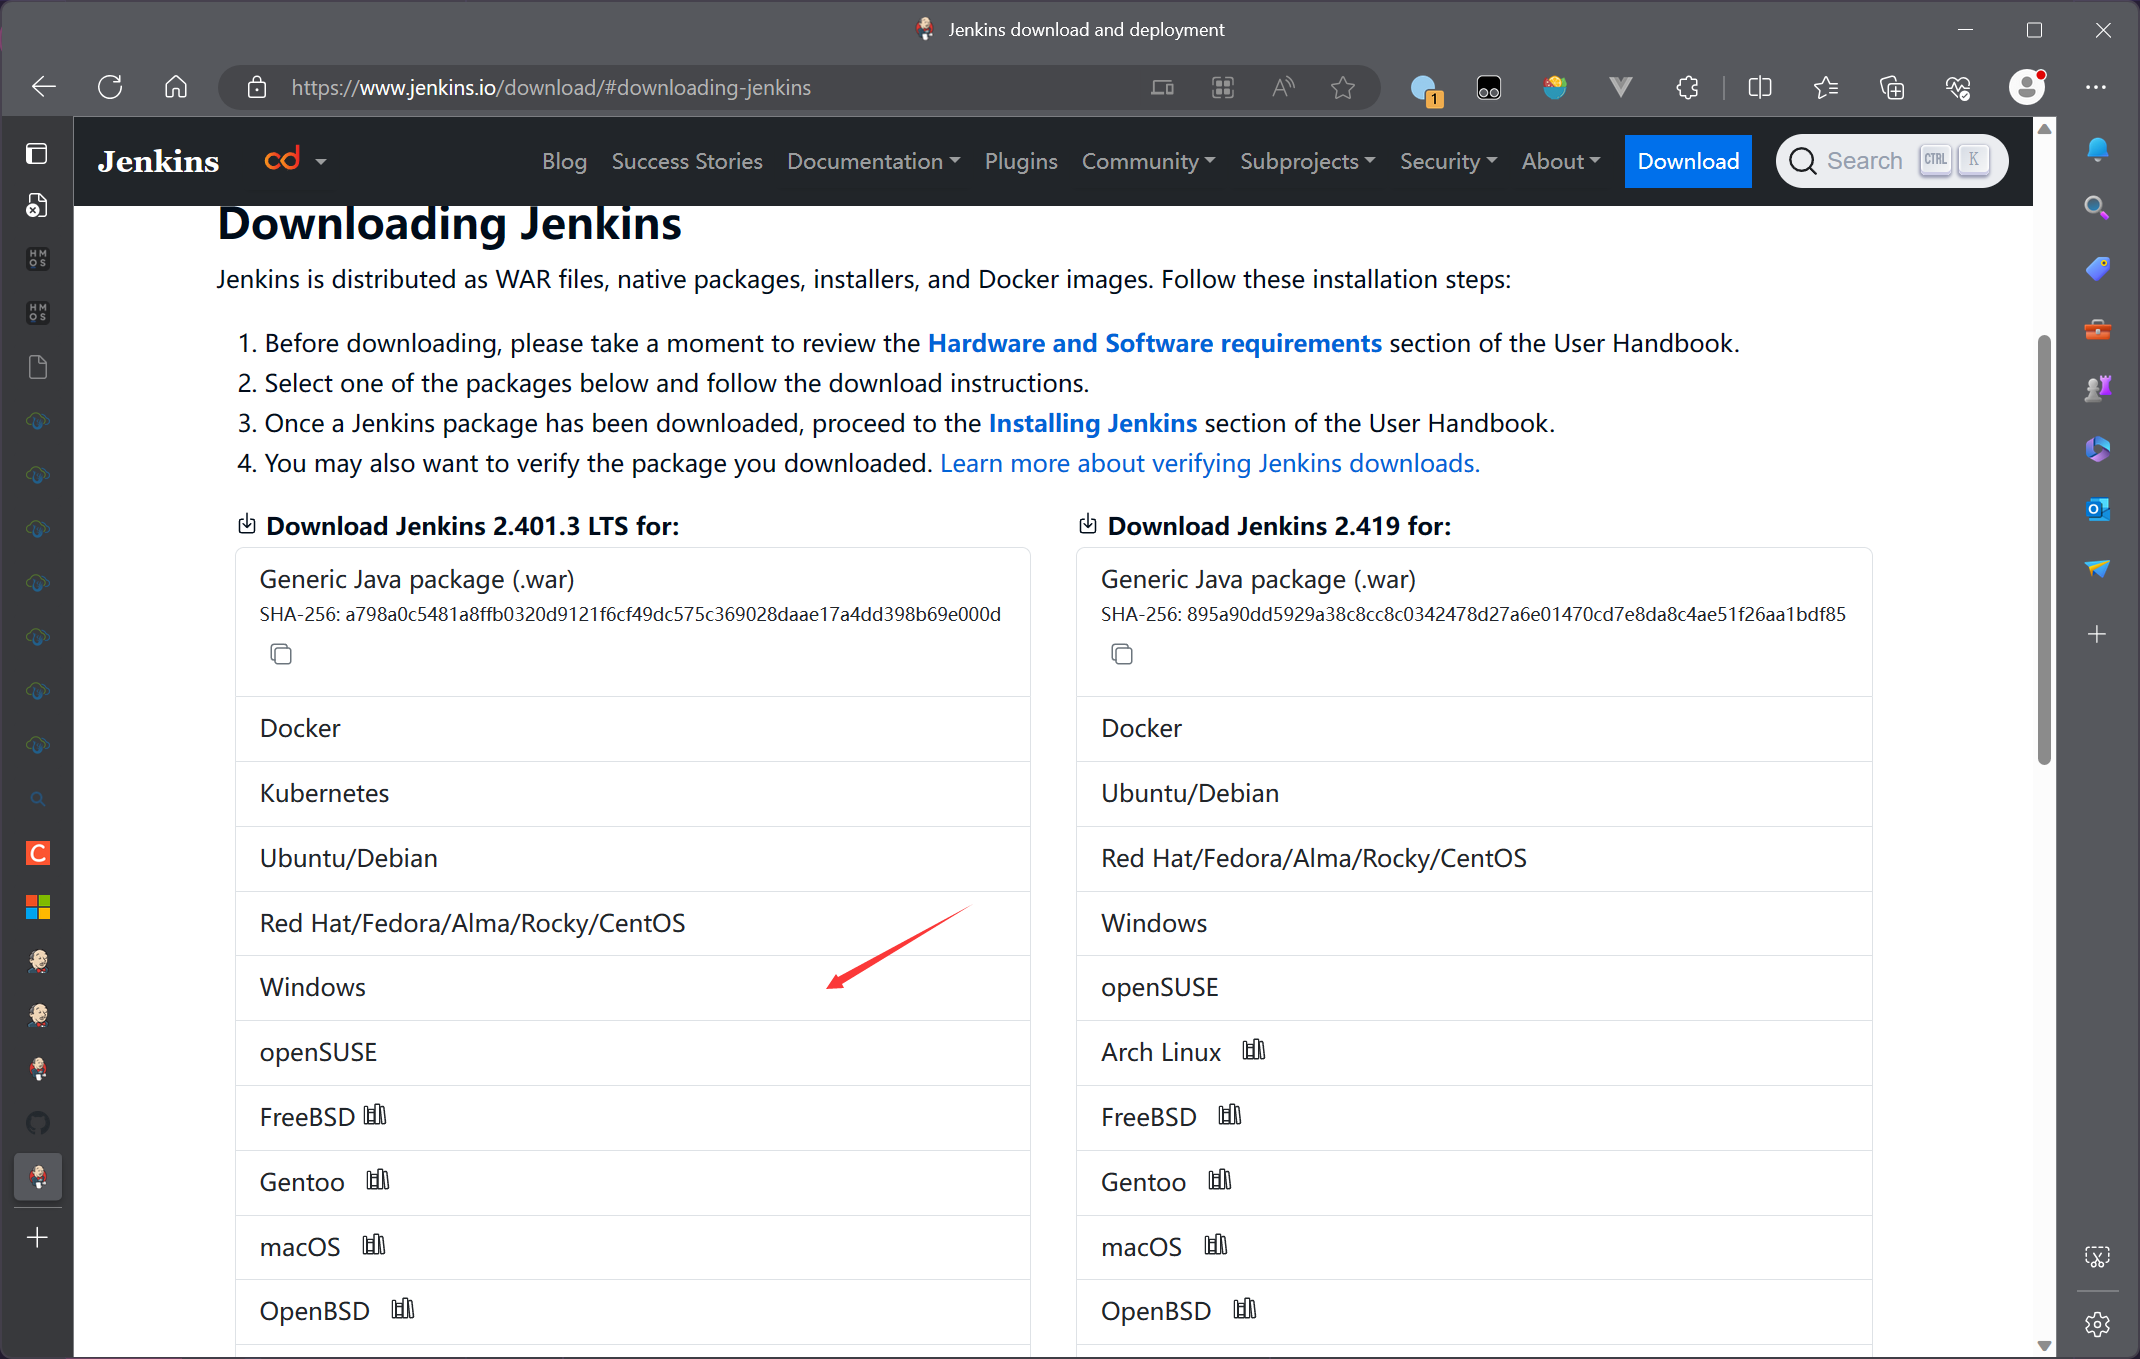 Jenkins download and deployment
https://www.jenkins.io/download/#downloading-jenkins
1
Jenkins
cd
Blog
Success Stories
Documentation
Plugins
Community
Subprojects
Security
About
Download
Search
CTRL
K
HM
OS
HM
OS
C
Downloading Jenkins
Jenkins is distributed as WAR files, native packages, installers, and Docker images. Follow these installation steps:
1. Before downloading, please take a moment to review the Hardware and Software requirements section of the User Handbook.
2. Select one of the packages below and follow the download instructions.
3. Once a Jenkins package has been downloaded, proceed to the Installing Jenkins section of the User Handbook.
4. You may also want to verify the package you downloaded. Learn more about verifying Jenkins downloads.
Download Jenkins 2.401.3 LTS for:
Generic Java package (.war)
SHA-256: a798a0c5481a8ffb0320d9121f6cf49dc575c369028daae17a4dd398b69e000d
Docker
Kubernetes
Ubuntu/Debian
Red Hat/Fedora/Alma/Rocky/CentOS
Windows
openSUSE
FreeBSD
Gentoo
macOS
OpenBSD
Download Jenkins 2.419 for:
Generic Java package (.war)
SHA-256: 895a90dd5929a38c8cc8c0342478d27a6e01470cd7e8da8c4ae51f26aa1bdf85
Docker
Ubuntu/Debian
Red Hat/Fedora/Alma/Rocky/CentOS
Windows
openSUSE
Arch Linux
FreeBSD
Gentoo
macOS
OpenBSD